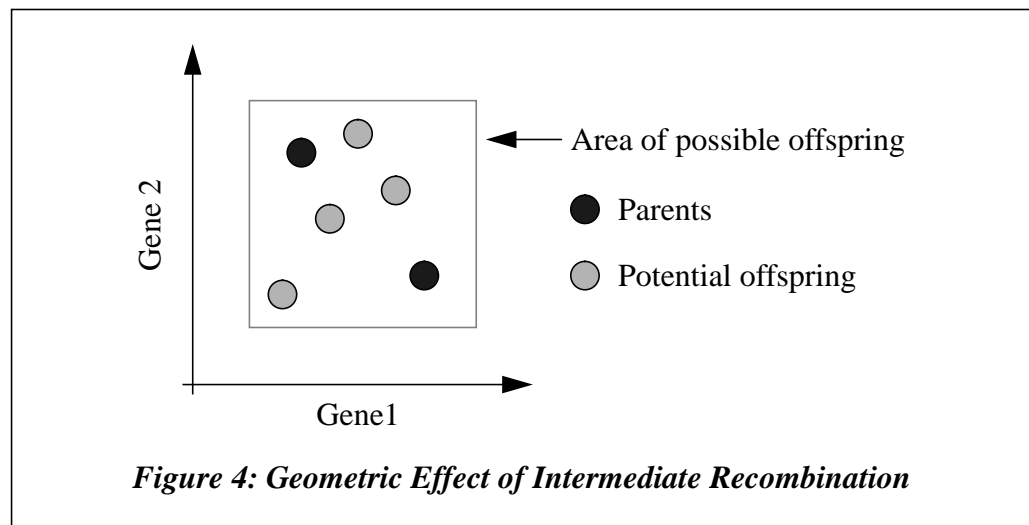 Gene 2
Area of possible offspring
Parents
Potential offspring
Gene1
Figure 4: Geometric Effect of Intermediate Recombination